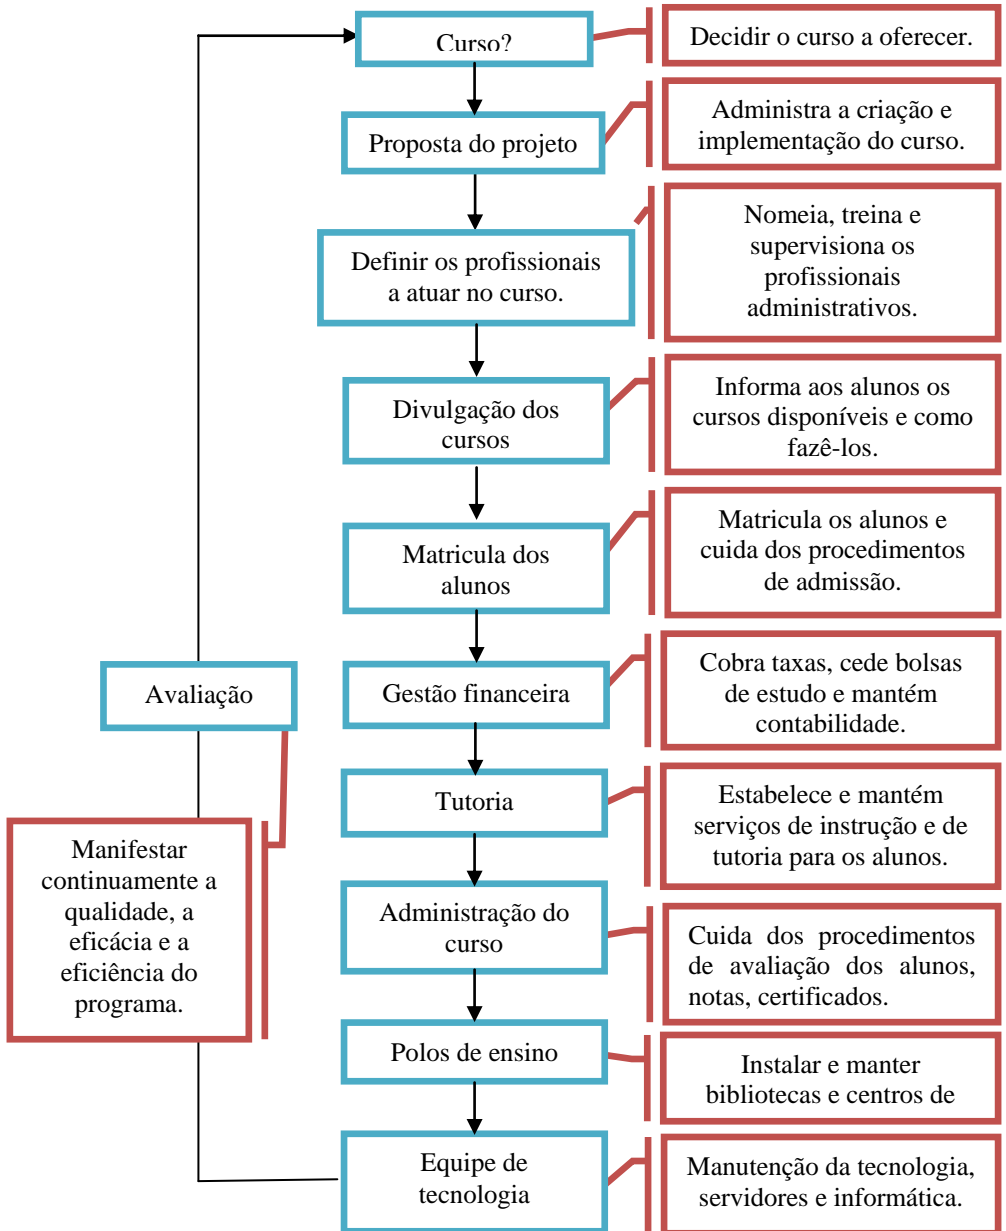 Curso?
Decidir o curso a oferecer.
Proposta do projeto
Administra a criação e
implementação do curso.
Definir os profissionais
a atuar no curso.
Nomeia, treina e
supervisiona os
profissionais
administrativos.
Divulgação dos
cursos
Informa aos alunos os
cursos disponíveis e como
fazê-los.
Matricula dos
alunos
Matricula os alunos e
cuida dos procedimentos
de admissão.
Gestão financeira
Cobra taxas, cede bolsas
de estudo e mantém
contabilidade.
Avaliação
Manifestar
continuamente a
qualidade, a
eficácia e a
eficiência do
programa.
Tutoria
Estabelece e mantém
serviços de instrução e de
tutoria para os alunos.
Administração do
curso
Cuida dos procedimentos
de avaliação dos alunos,
notas, certificados.
Polos de ensino
Instalar e manter
bibliotecas e centros de
Equipe de
tecnologia
Manutenção da tecnologia,
servidores e informática.